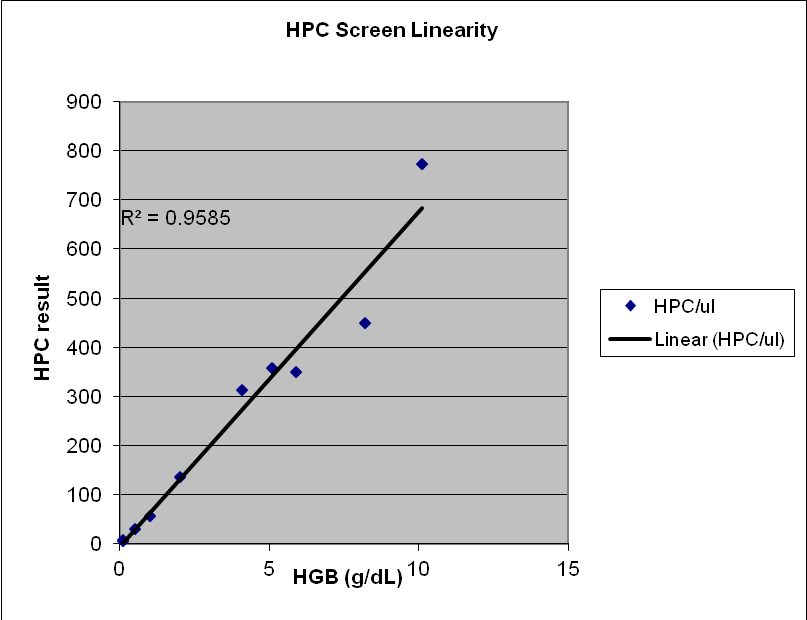 HPC Screen Linearity
900
800
700
600
500
400
300
200
100
0
R² = 0.9585
HPC result
0
5
10
15
HGB (g/dL)
HPC/ul
Linear (HPC/ul)